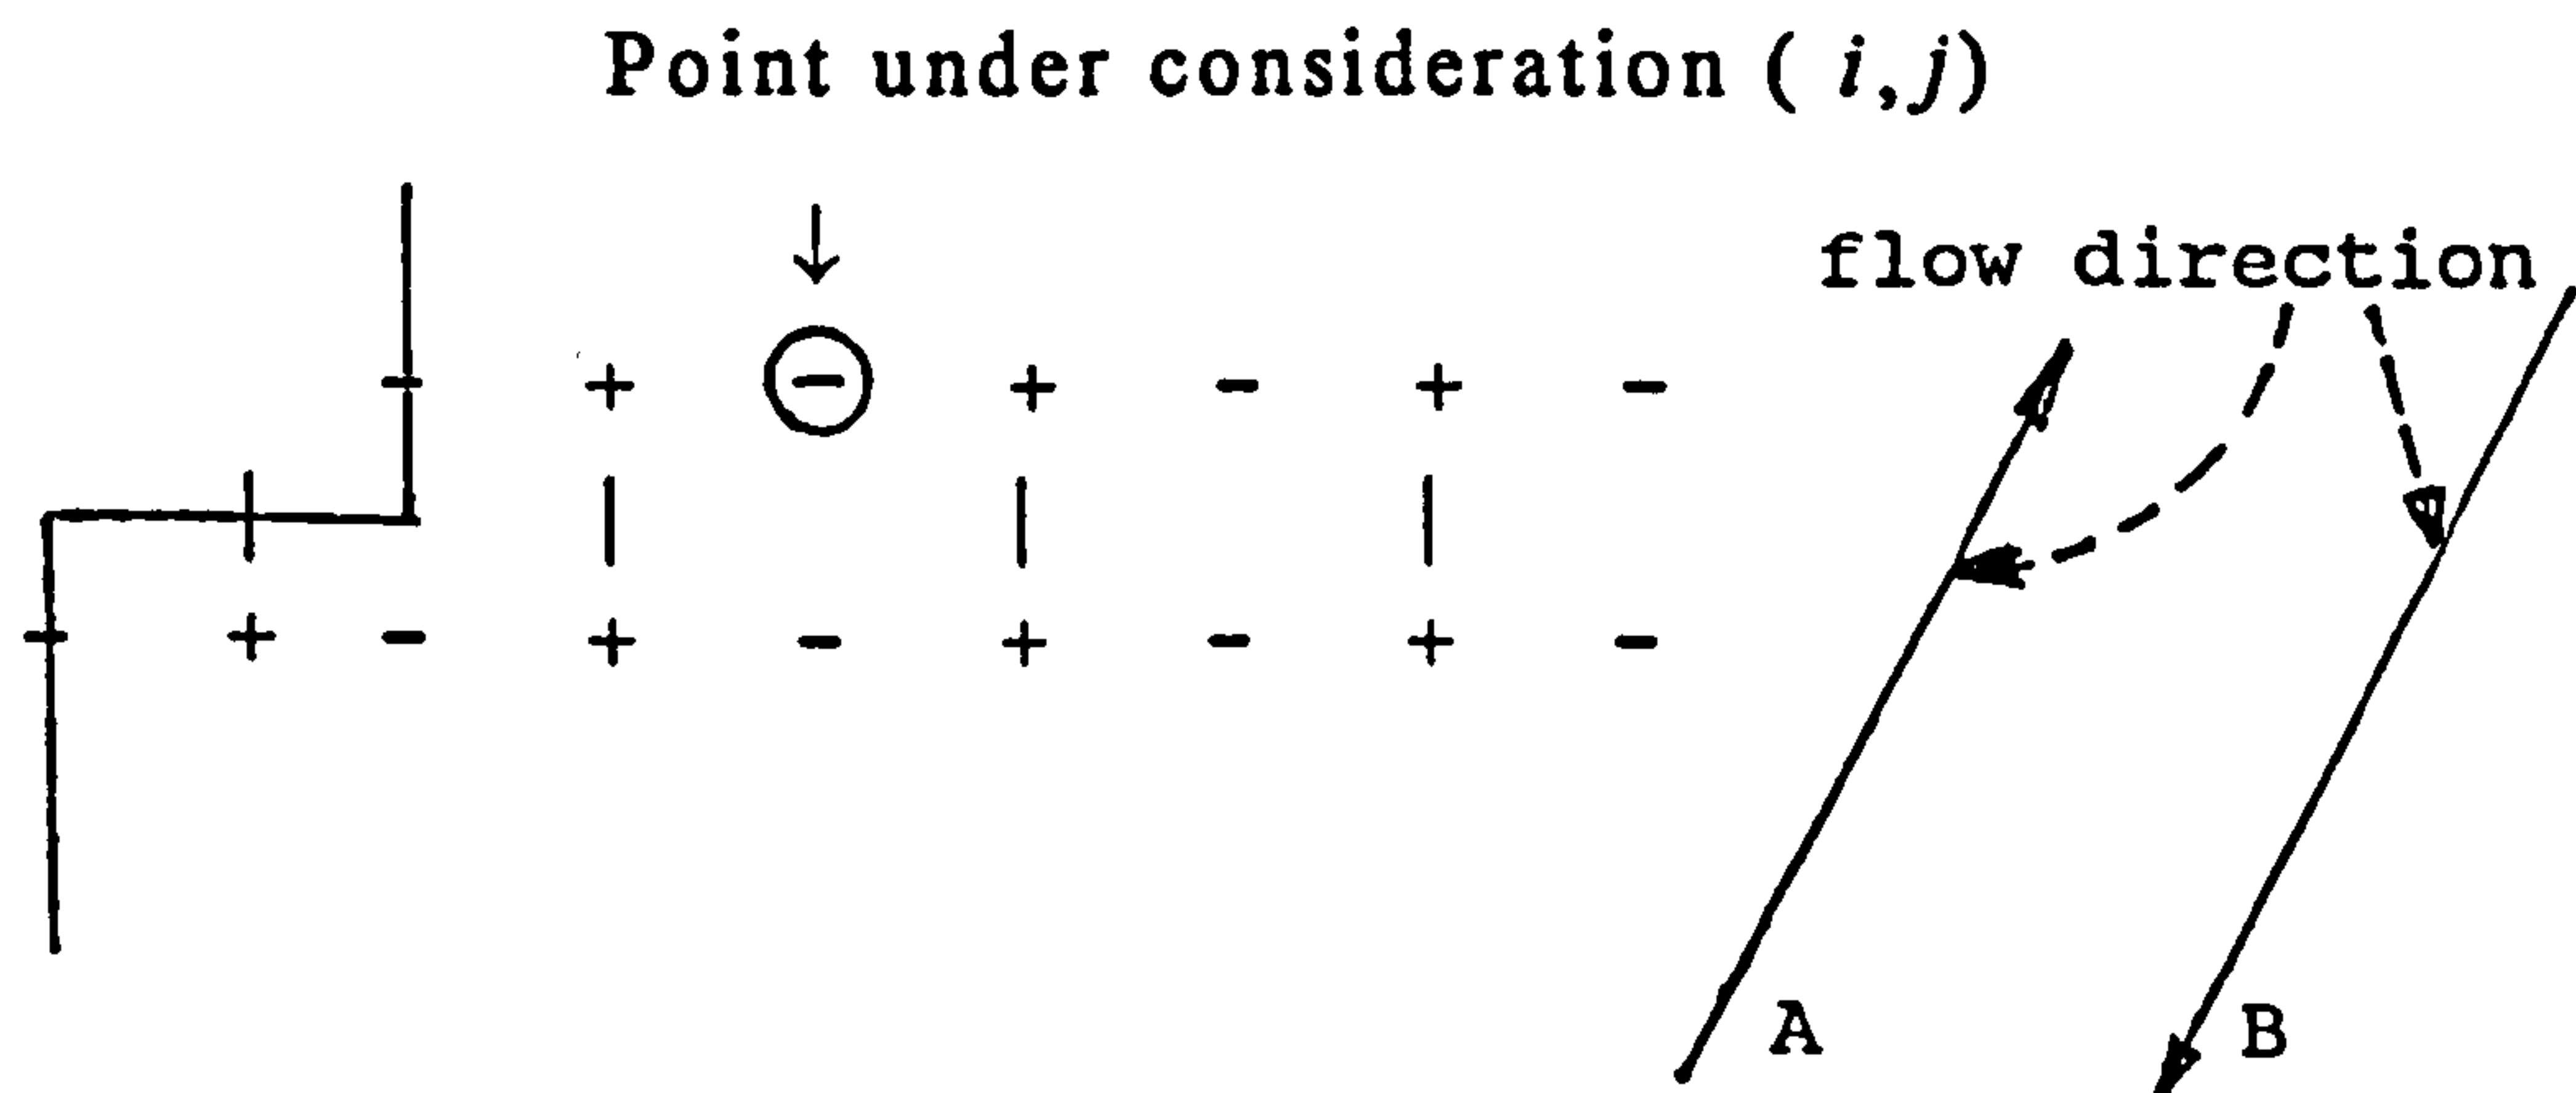 Point under consideration ( i,j)
flow direction
+ - + - + -
+ - + - + - + -
A
B